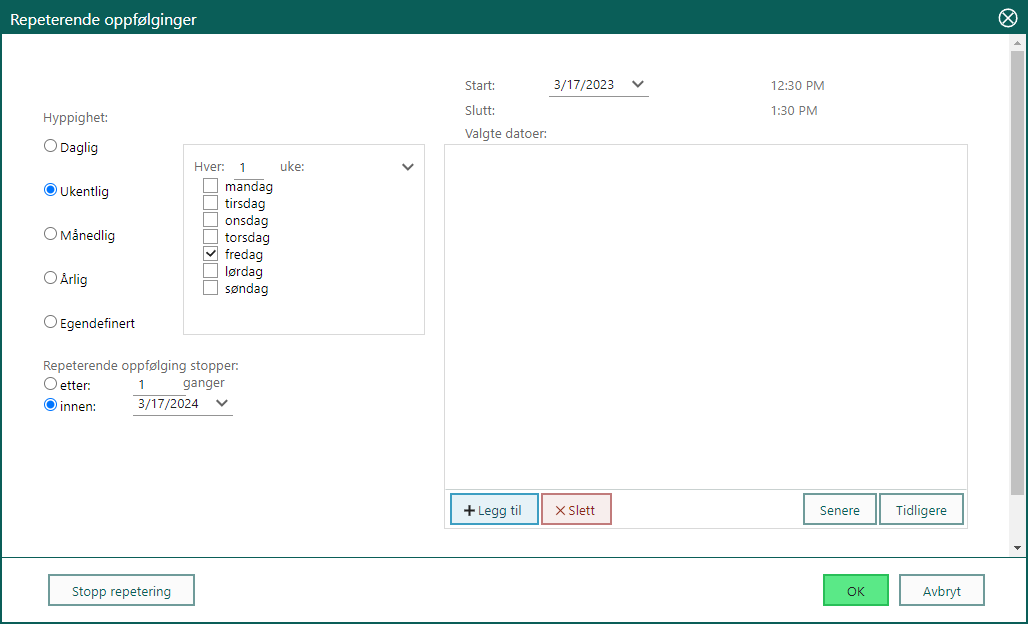 Repeterende oppfølginger
Start: 3/17/2023 12:30 PM
Slutt: 1:30 PM
Valgte datoer:
Hyppighet:
Daglig
Ukentlig
Månedlig
Årlig
Egendefinert
Hver: 1 uke:
mandag
tirsdag
onsdag
torsdag
fredag
lørdag
søndag
Repeterende oppfølging stopper:
etter: 1 ganger
innen: 3/17/2024
Legg til
Slett
Senere
Tidligere
Stopp repetering
OK
Avbryt